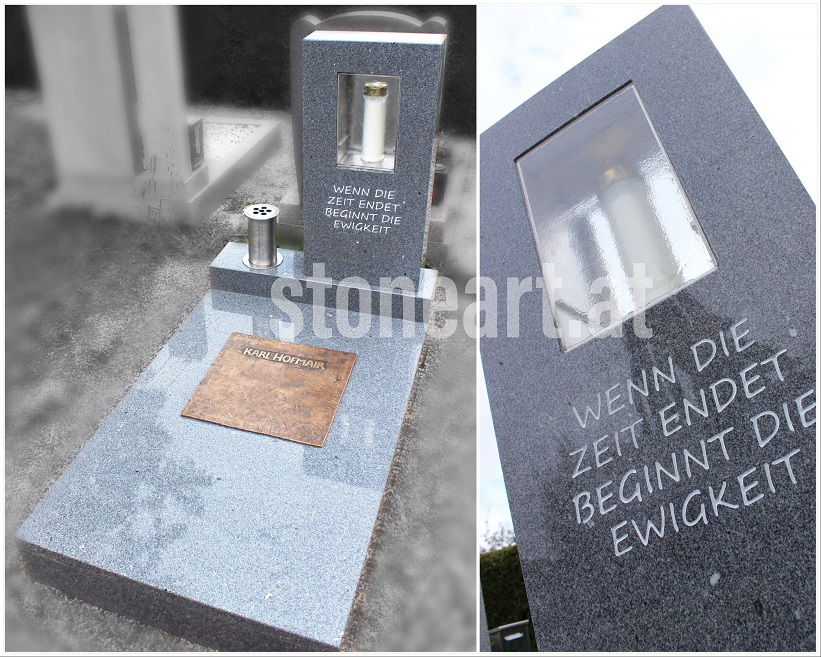 WENN DIE
ZEIT ENDET
BEGINNT DIE
EWIGKEIT
KARL HOFMAIR
stoneart.at
WENN DIE
ZEIT ENDET
BEGINNT DIE
EWIGKEIT